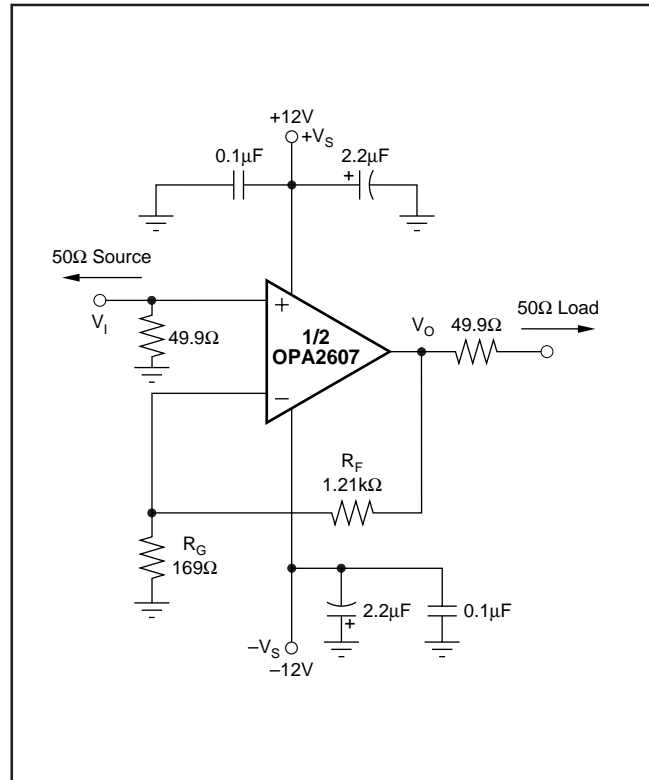 +12V
+V_S
0.1µF
2.2µF
+
50Ω Source
50Ω Load
V_I
49.9Ω
+
1/2
OPA2607
–
V_O
49.9Ω
R_F
1.21kΩ
R_G
169Ω
2.2µF
+
0.1µF
–V_S
–12V